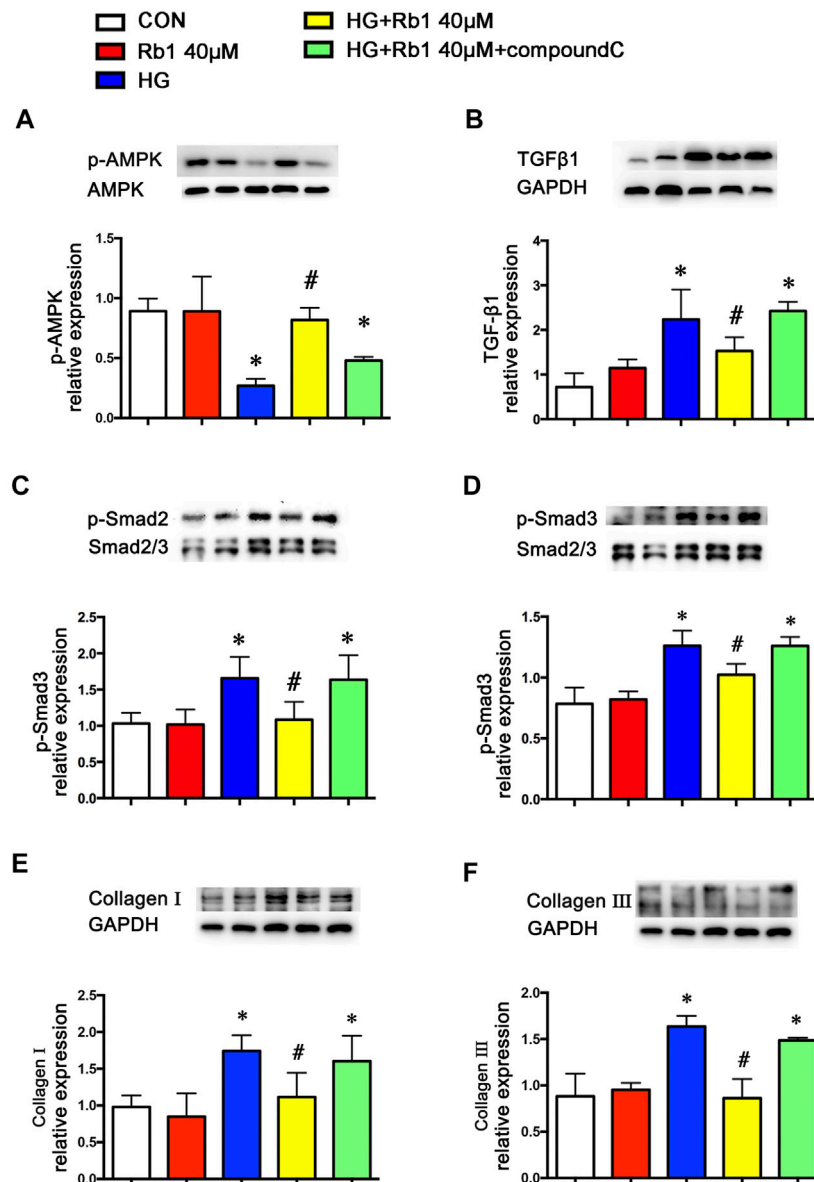 CON
Rb1 40μM
HG
HG+Rb1 40μM
HG+Rb1 40μM+compoundC
A
p-AMPK
AMPK
p-AMPK
relative expression
1.5
1.0
0.5
0.0
*
#
*
B
TGFβ1
GAPDH
TGF-β1
relative expression
4
3
2
1
0
*
#
*
C
p-Smad2
Smad2/3
p-Smad3
relative expression
2.5
2.0
1.5
1.0
0.5
0.0
*
#
*
D
p-Smad3
Smad2/3
p-Smad3
relative expression
1.5
1.0
0.5
0.0
*
#
*
E
Collagen Ⅰ
GAPDH
Collagen Ⅰ
relative expression
2.5
2.0
1.5
1.0
0.5
0.0
*
#
*
F
Collagen Ⅲ
GAPDH
Collagen Ⅲ
relative expression
2.0
1.5
1.0
0.5
0.0
*
#
*